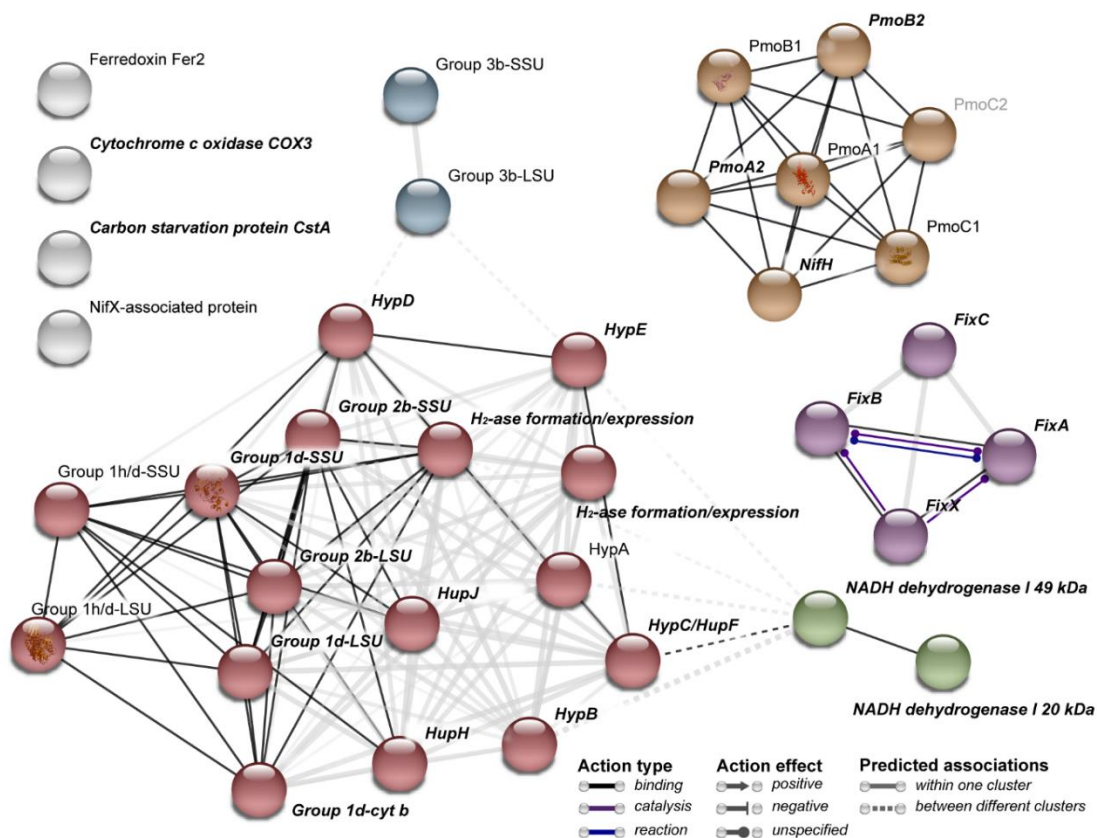 Ferredoxin Fer2
Cytochrome c oxidase COX3
Carbon starvation protein CstA
NifX-associated protein
Group 3b-SSU
Group 3b-LSU
PmoB2
PmoB1
PmoC2
PmoA1
PmoA2
PmoC1
NifH
HypD
HypE
Group 2b-SSU
H₂-ase formation/expression
Group 1d-SSU
Group 1h/d-SSU
H₂-ase formation/expression
Group 2b-LSU
HypA
HupJ
Group 1h/d-LSU
Group 1d-LSU
HypC/HupF
HypB
HupH
Group 1d-cyt b
FixC
FixB
FixA
FixX
NADH dehydrogenase I 49 kDa
NADH dehydrogenase I 20 kDa
Action type
binding
catalysis
reaction
Action effect
positive
negative
unspecified
Predicted associations
within one cluster
between different clusters